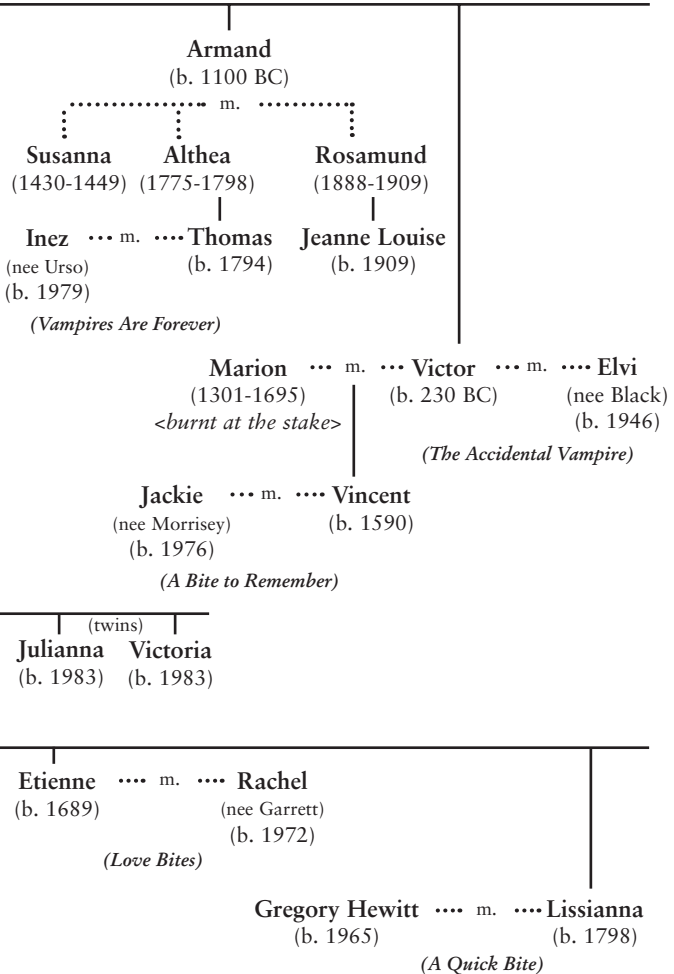 Armand
(b. 1100 BC)
m.
Susanna Althea Rosamund
(1430-1449) (1775-1798) (1888-1909)
Inez m. Thomas Jeanne Louise
(nee Urso) (b. 1794) (b. 1909)
(b. 1979)
(Vampires Are Forever)
Marion m. Victor m. Elvi
(1301-1695) (b. 230 BC) (nee Black)
<burnt at the stake> (b. 1946)
(The Accidental Vampire)
Jackie m. Vincent
(nee Morrisey) (b. 1590)
(b. 1976)
(A Bite to Remember)
(twins)
Julianna Victoria
(b. 1983) (b. 1983)
Etienne m. Rachel
(b. 1689) (nee Garrett)
(b. 1972)
(Love Bites)
Gregory Hewitt m. Lissianna
(b. 1965) (b. 1798)
(A Quick Bite)